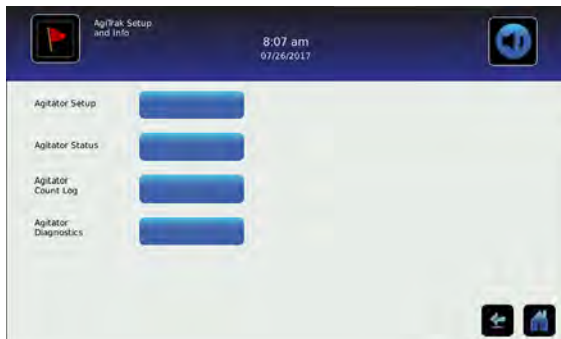 AgiTrak Setup
and Info
8:07 am
07/26/2017
Agitator Setup
Agitator Status
Agitator
Count Log
Agitator
Diagnostics